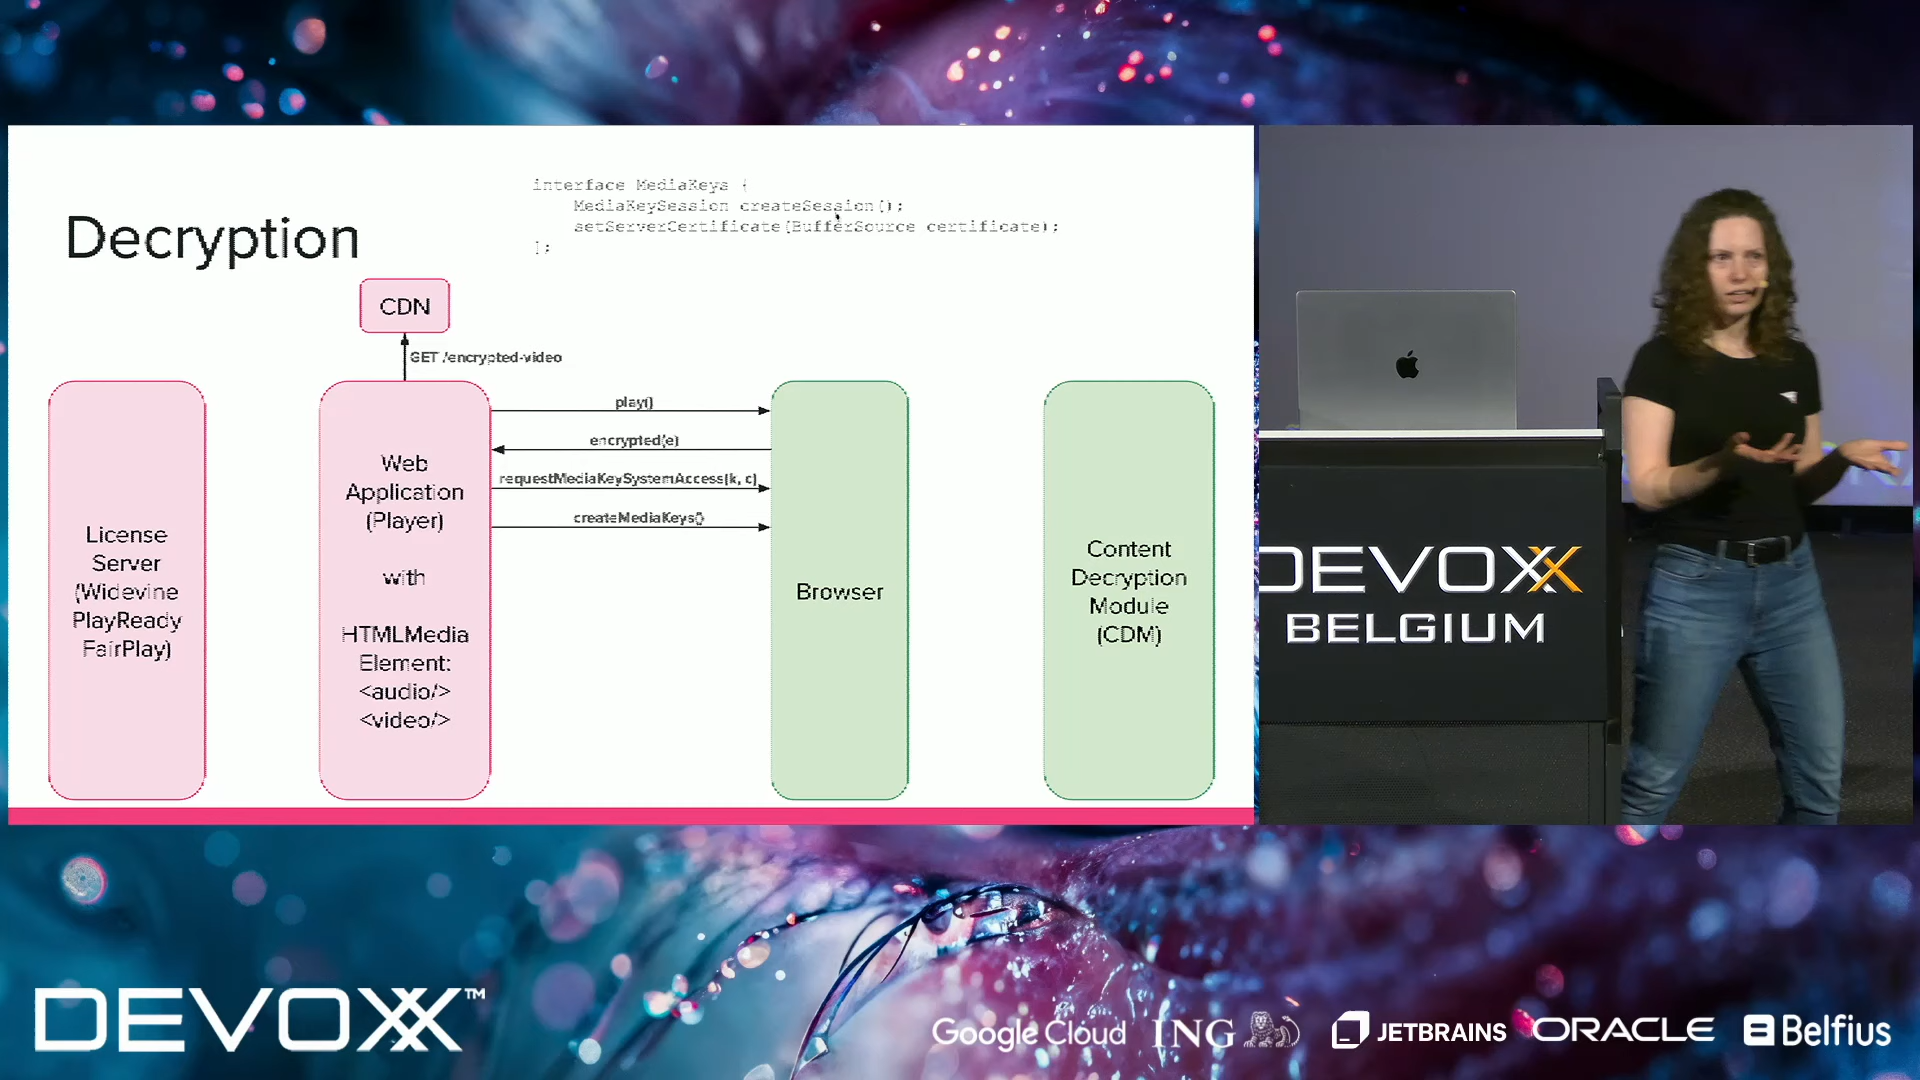 interface MediaKeys {
MediaKeySession createSession();
setServerCertificate(BufferSource certificate);
};
Decryption
CDN
GET /encrypted-video
play()
encrypted(e)
requestMediaKeySystemAccess(k, c)
createMediaKeys()
License
Server
(Widevine
PlayReady
FairPlay)
Web
Application
(Player)
with
HTMLMedia
Element:
<audio/>
<video/>
Browser
Content
Decryption
Module
(CDM)
DEVOXX
BELGIUM
DEVOXX™
Google Cloud
ING
JETBRAINS
ORACLE
Belfius